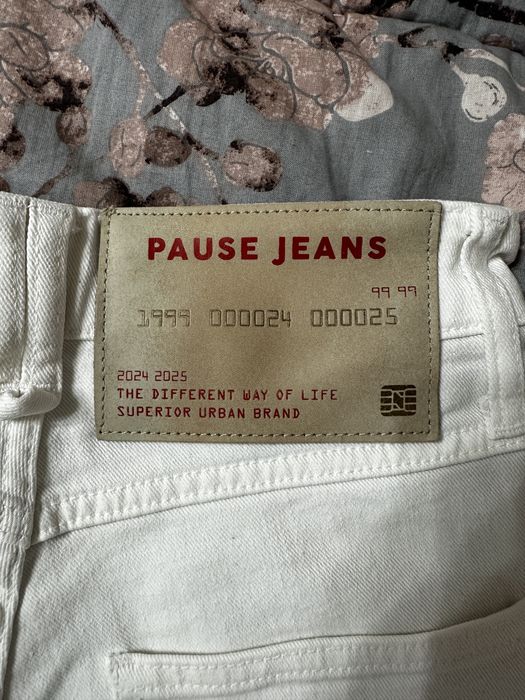 PAUSE JEANS
99 99
1999 000024 000025
2024 2025
THE DIFFERENT WAY OF LIFE
SUPERIOR URBAN BRAND
N